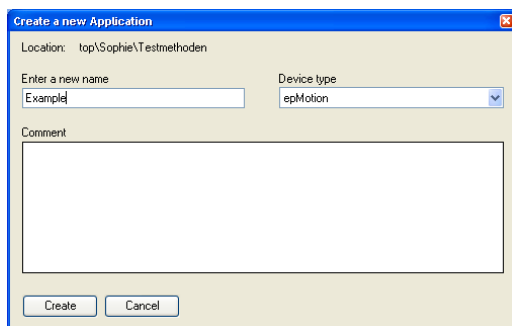 Create a new Application
Location: top\Sophie\Testmethoden
Enter a new name
Device type
Example
epMotion
Comment
Create
Cancel